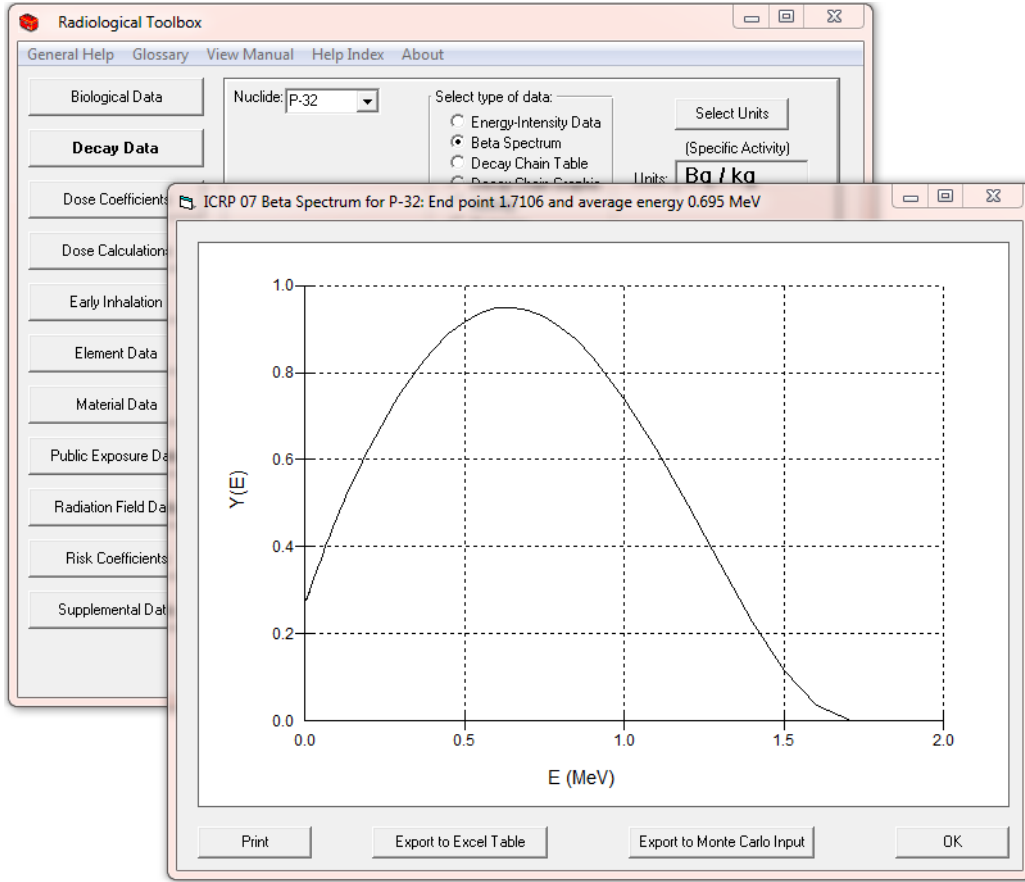 Radiological Toolbox
General Help Glossary View Manual Help Index About
Biological Data
Decay Data
Dose Coefficients
Dose Calculations
Early Inhalation
Element Data
Material Data
Public Exposure Da
Radiation Field Da
Risk Coefficients
Supplemental Dat
Nuclide: P-32
Select type of data:
Energy-Intensity Data
Beta Spectrum
Decay Chain Table
Decay Chain Graphic
Select Units
(Specific Activity)
Units: Bq / kg
ICRP 07 Beta Spectrum for P-32: End point 1.7106 and average energy 0.695 MeV
1.0
0.8
0.6
0.4
0.2
0.0
Y(E)
0.0 0.5 1.0 1.5 2.0
E (MeV)
Print Export to Excel Table Export to Monte Carlo Input OK